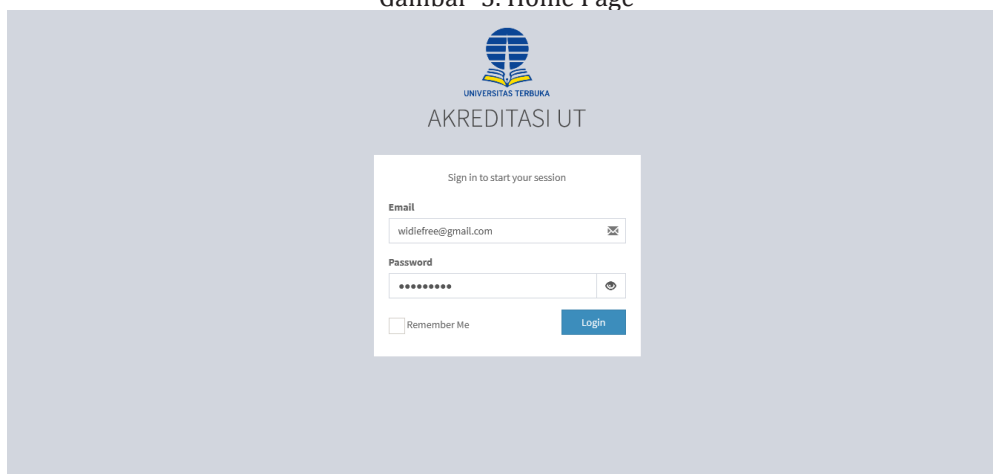 Gambar 3. Home Page
UNIVERSITAS TERBUKA
AKREDITASI UT
Sign in to start your session
Email
widiefree@gmail.com
Password
•••••••••
Remember Me
Login